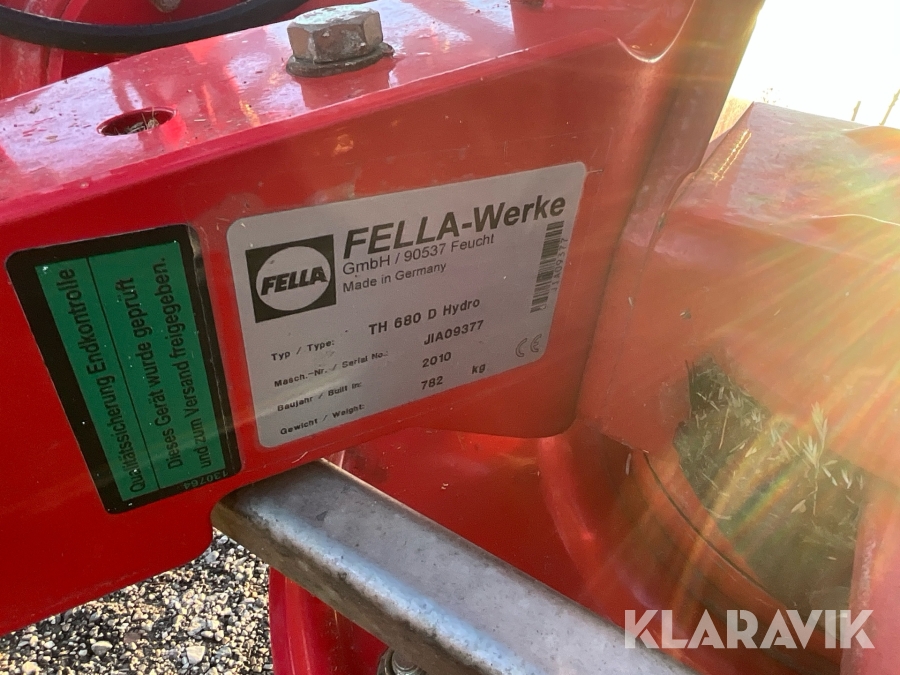 Qualitätssicherung Endkontrolle
Dieses Gerät wurde geprüft
und zum Versand freigegeben.
130764
FELLA
FELLA-Werke
GmbH / 90537 Feucht
Made in Germany
Typ / Type: TH 680 D Hydro
Masch.-Nr. / Serial No.: JIA09377
Baujahr / Built in: 2010
Gewicht / Weight: 782 kg
CE
KLARAVIK